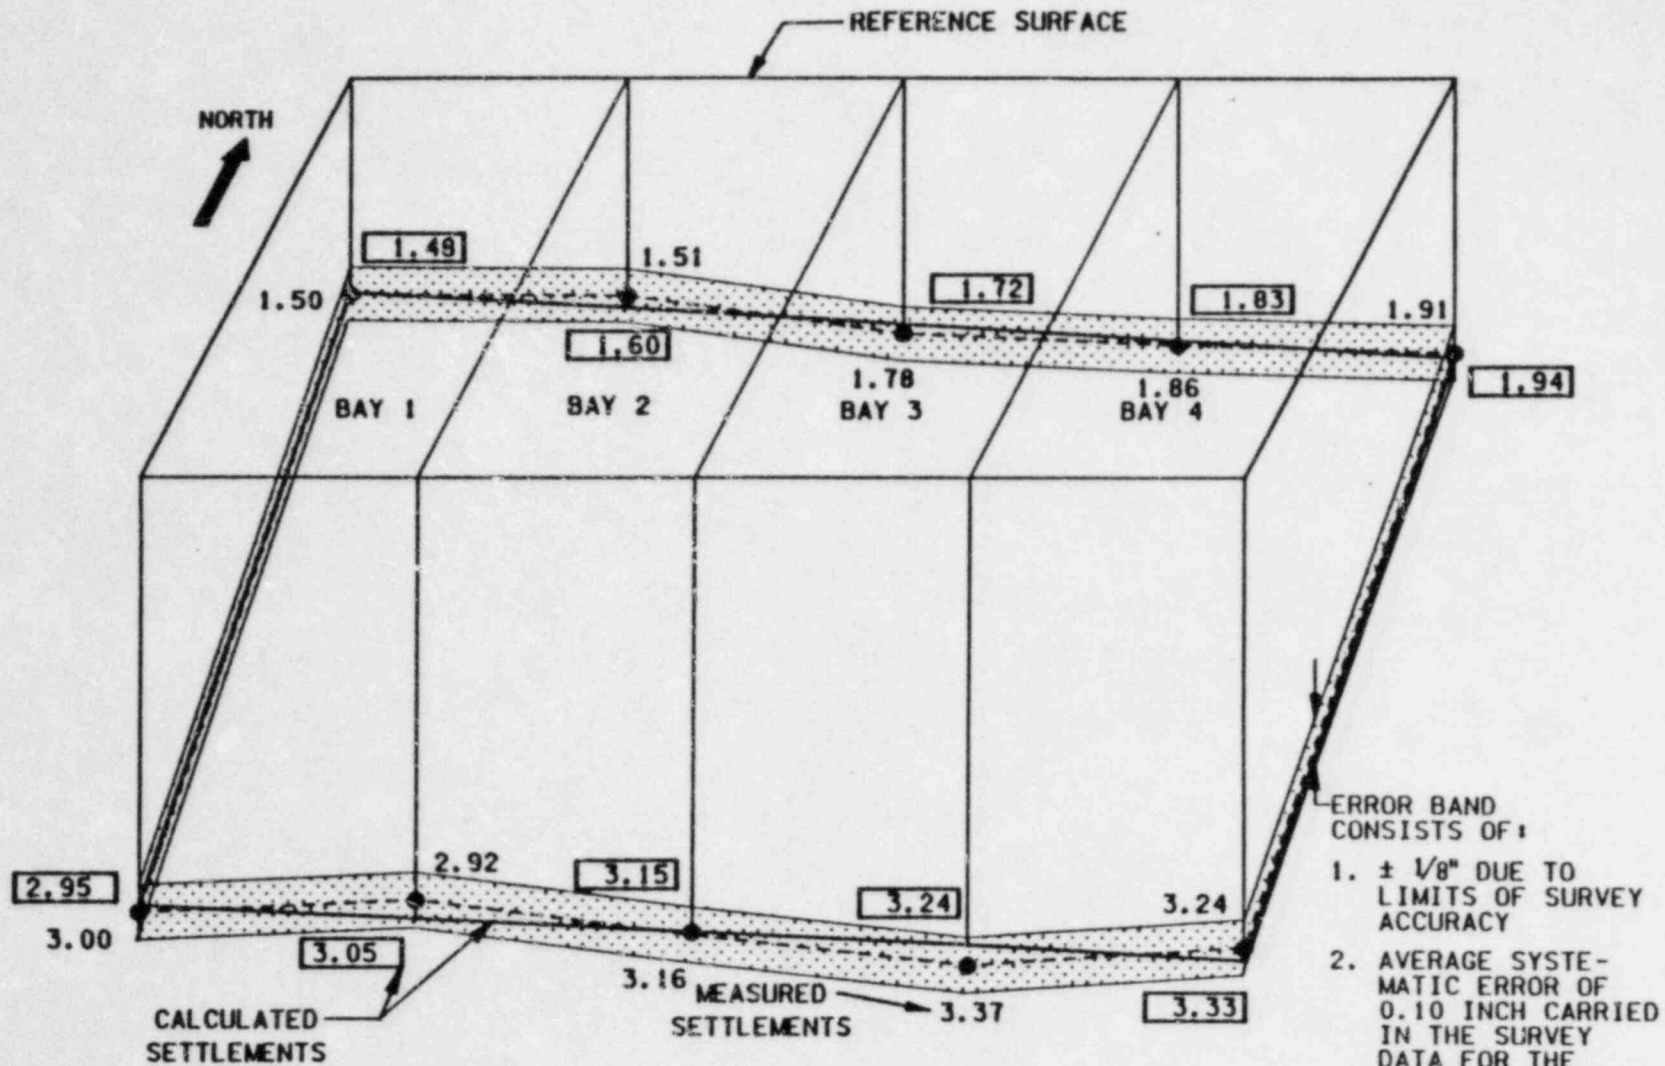 REFERENCE SURFACE
NORTH
1.48
1.51
1.50
1.72
1.83
1.91
1.60
1.78
1.86
1.94
BAY 1
BAY 2
BAY 3
BAY 4
2.95
2.92
3.15
3.24
3.24
3.00
3.05
3.16
3.37
3.33
MEASURED
SETTLEMENTS
CALCULATED
SETTLEMENTS
ERROR BAND
CONSISTS OF:
1. ± 1/8" DUE TO
LIMITS OF SURVEY
ACCURACY
2. AVERAGE SYSTE-
MATIC ERROR OF
0.10 INCH CARRIED
IN THE SURVEY
DATA FOR THE